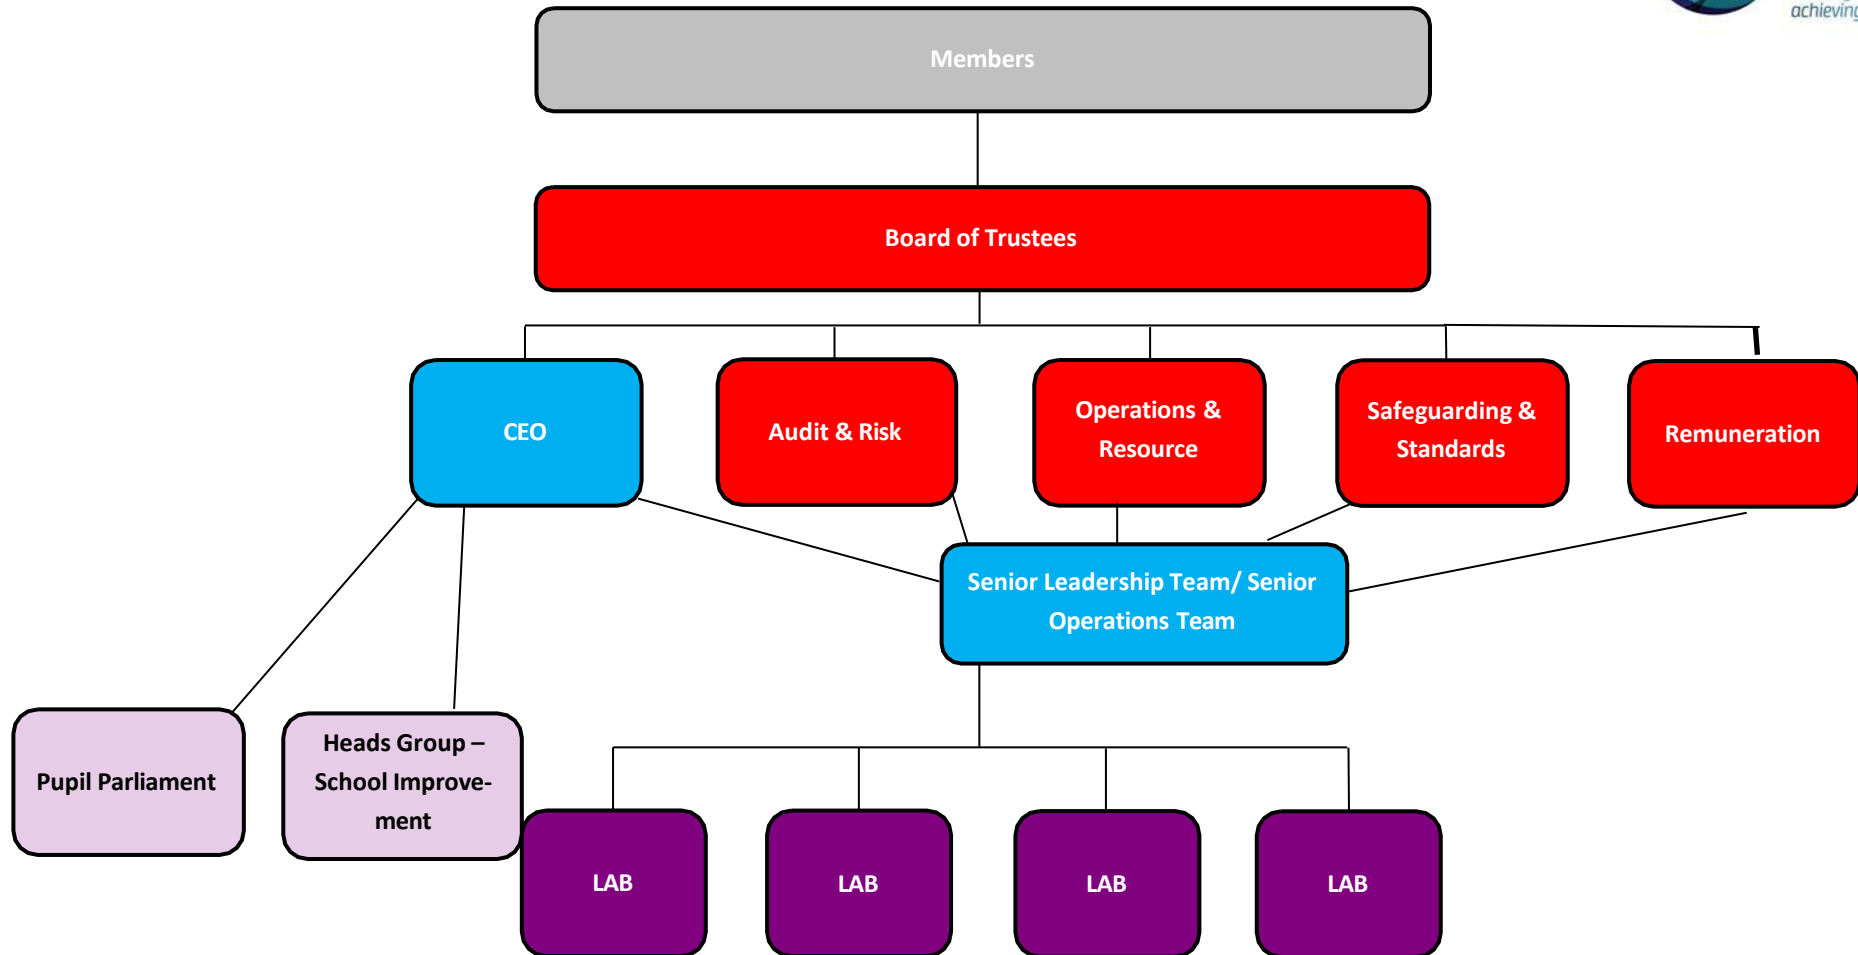 achieving
Members
Board of Trustees
CEO
Audit & Risk
Operations &
Resource
Safeguarding &
Standards
Remuneration
Senior Leadership Team/ Senior
Operations Team
Pupil Parliament
Heads Group –
School Improve-
ment
LAB
LAB
LAB
LAB